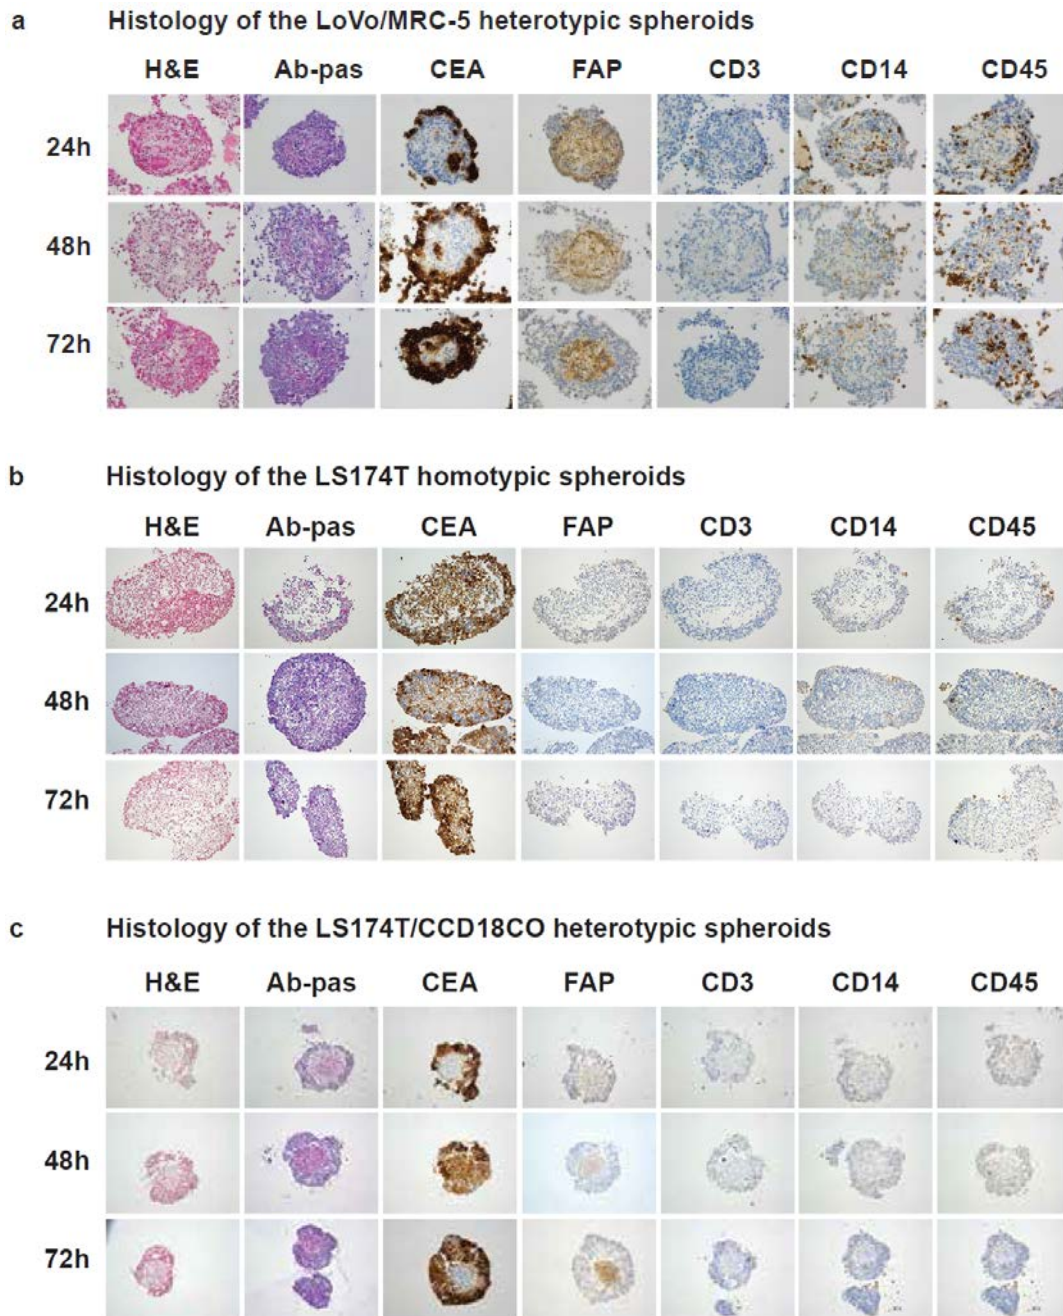 a Histology of the LoVo/MRC-5 heterotypic spheroids
H&E Ab-pas CEA FAP CD3 CD14 CD45
24h
48h
72h
b Histology of the LS174T homotypic spheroids
H&E Ab-pas CEA FAP CD3 CD14 CD45
24h
48h
72h
c Histology of the LS174T/CCD18CO heterotypic spheroids
H&E Ab-pas CEA FAP CD3 CD14 CD45
24h
48h
72h